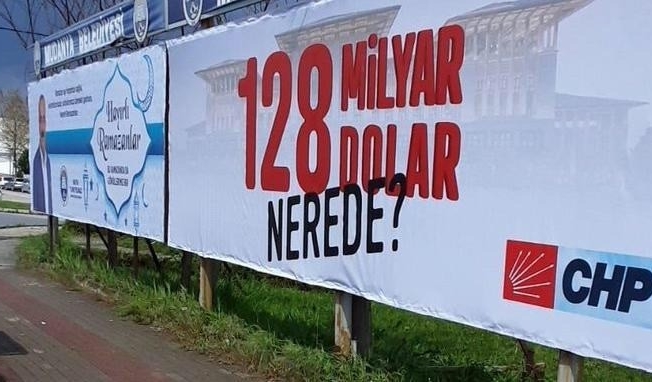 MUDANYA BELEDİYESİ
Hayırlı
Ramazanlar
128
MİLYAR
DOLAR
NEREDE?
CHP